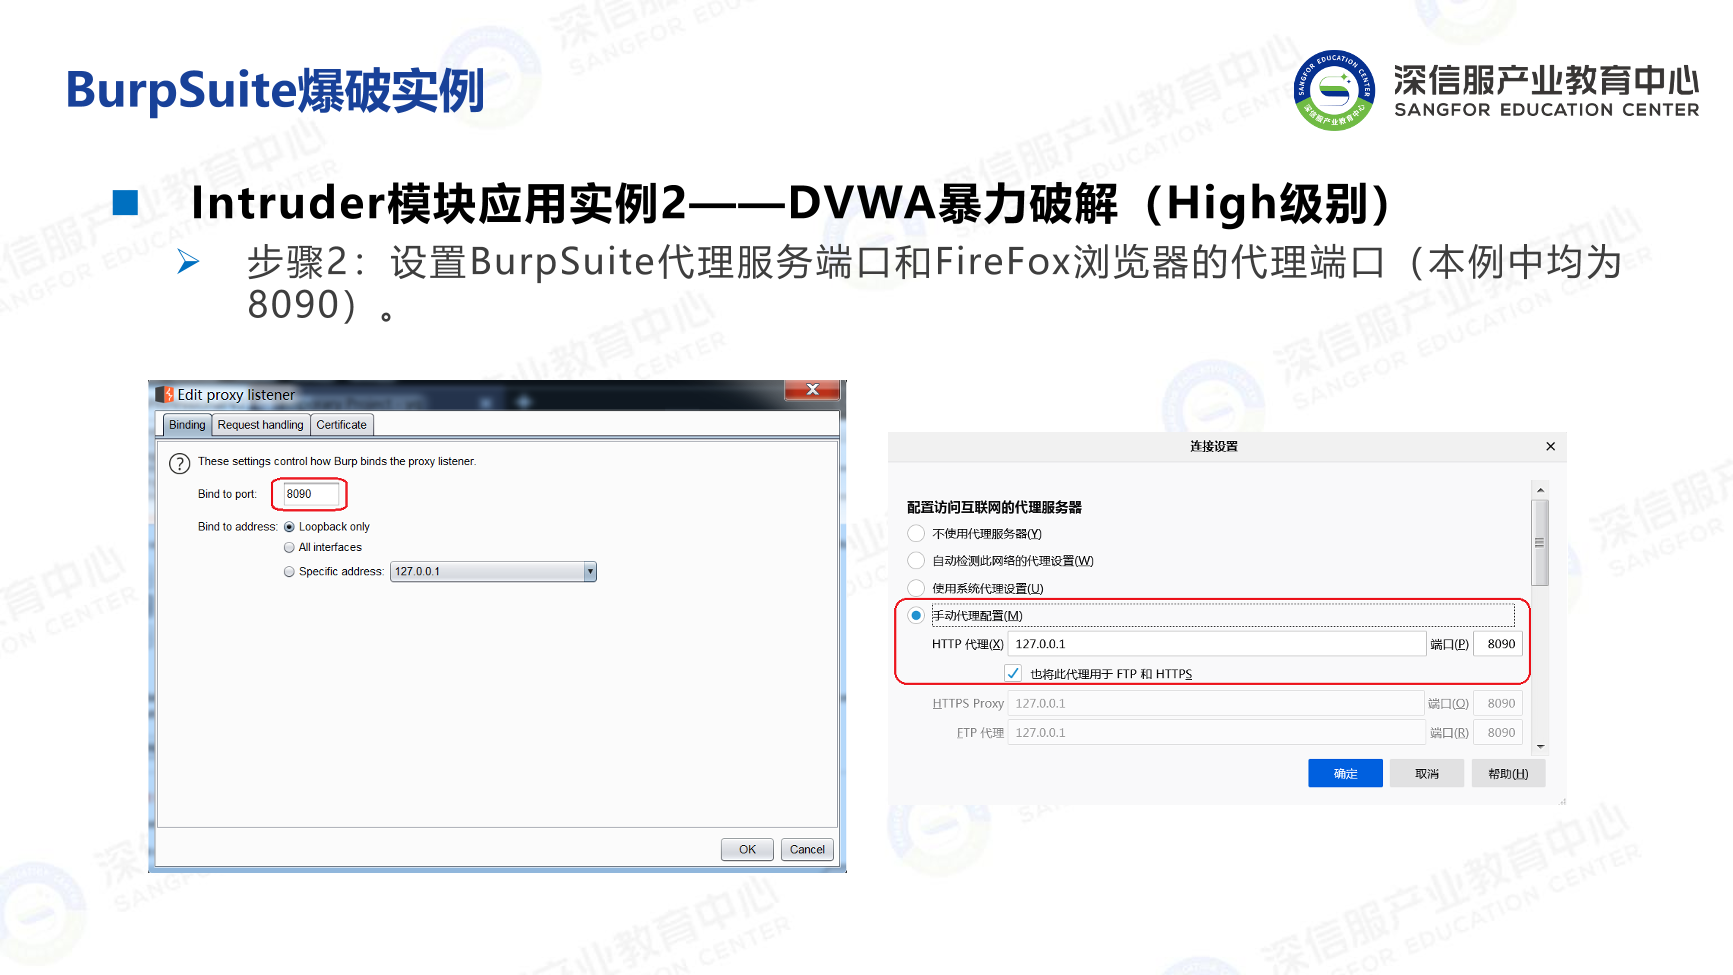 BurpSuite爆破实例
深信服产业教育中心
SANGFOR EDUCATION CENTER
Intruder模块应用实例2——DVWA暴力破解（High级别）
步骤2：设置BurpSuite代理服务端口和FireFox浏览器的代理端口（本例中均为
8090）。
Edit proxy listener
Binding Request handling Certificate
These settings control how Burp binds the proxy listener.
Bind to port: 8090
Bind to address: Loopback only
All interfaces
Specific address: 127.0.0.1
OK Cancel
连接设置
配置访问互联网的代理服务器
不使用代理服务器(Y)
自动检测此网络的代理设置(W)
使用系统代理设置(U)
手动代理配置(M)
HTTP 代理(X) 127.0.0.1 端口(P) 8090
也将此代理用于 FTP 和 HTTPS
HTTPS Proxy 127.0.0.1 端口(O) 8090
FTP 代理 127.0.0.1 端口(R) 8090
确定 取消 帮助(H)